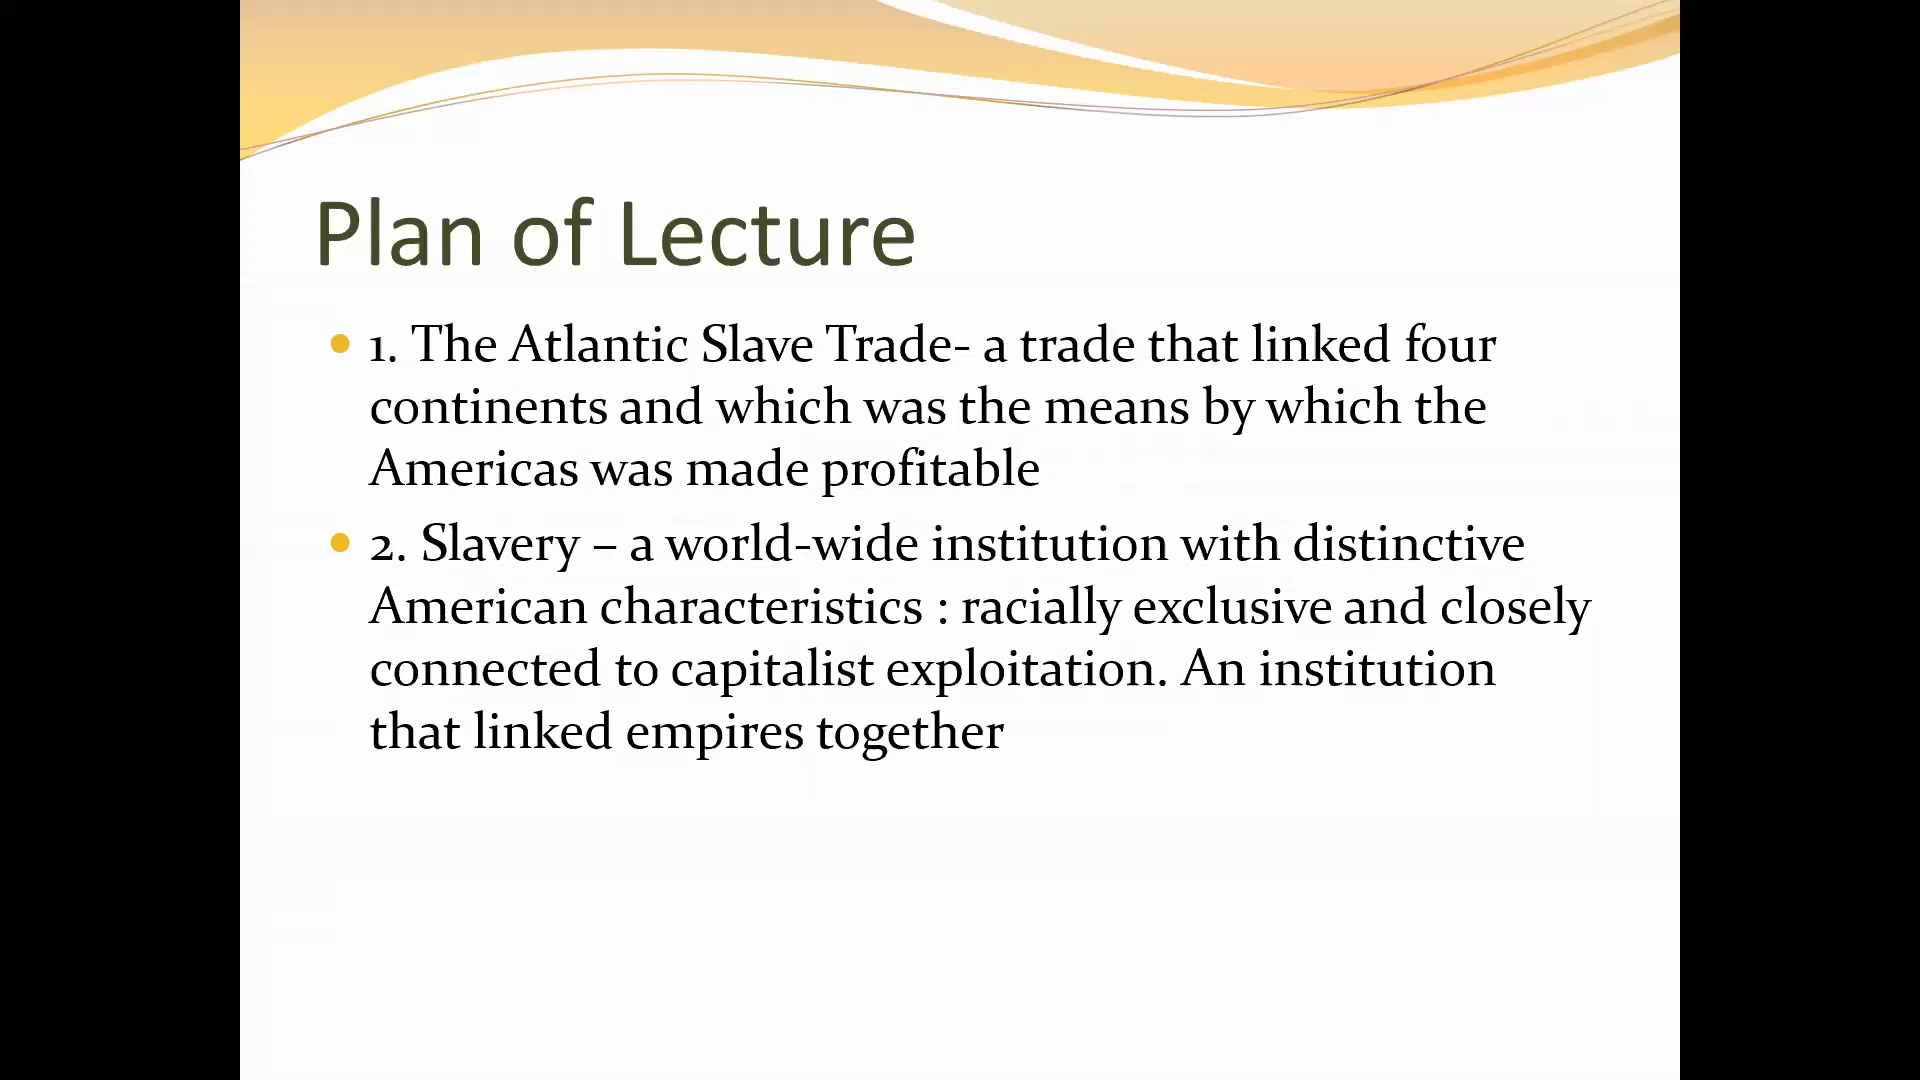 Plan of Lecture
• 1. The Atlantic Slave Trade- a trade that linked four
continents and which was the means by which the
Americas was made profitable
• 2. Slavery – a world-wide institution with distinctive
American characteristics : racially exclusive and closely
connected to capitalist exploitation. An institution
that linked empires together